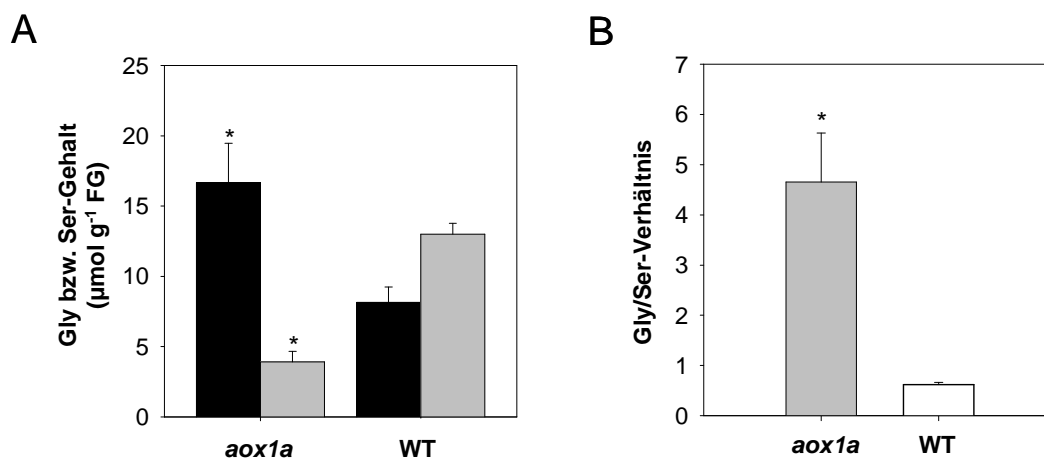 A
B
Gly bzw. Ser-Gehalt
(µmol g⁻¹ FG)
25
20
15
10
5
0
*
*
aox1a
WT
Gly/Ser-Verhältnis
7
6
5
4
3
2
1
0
*
aox1a
WT